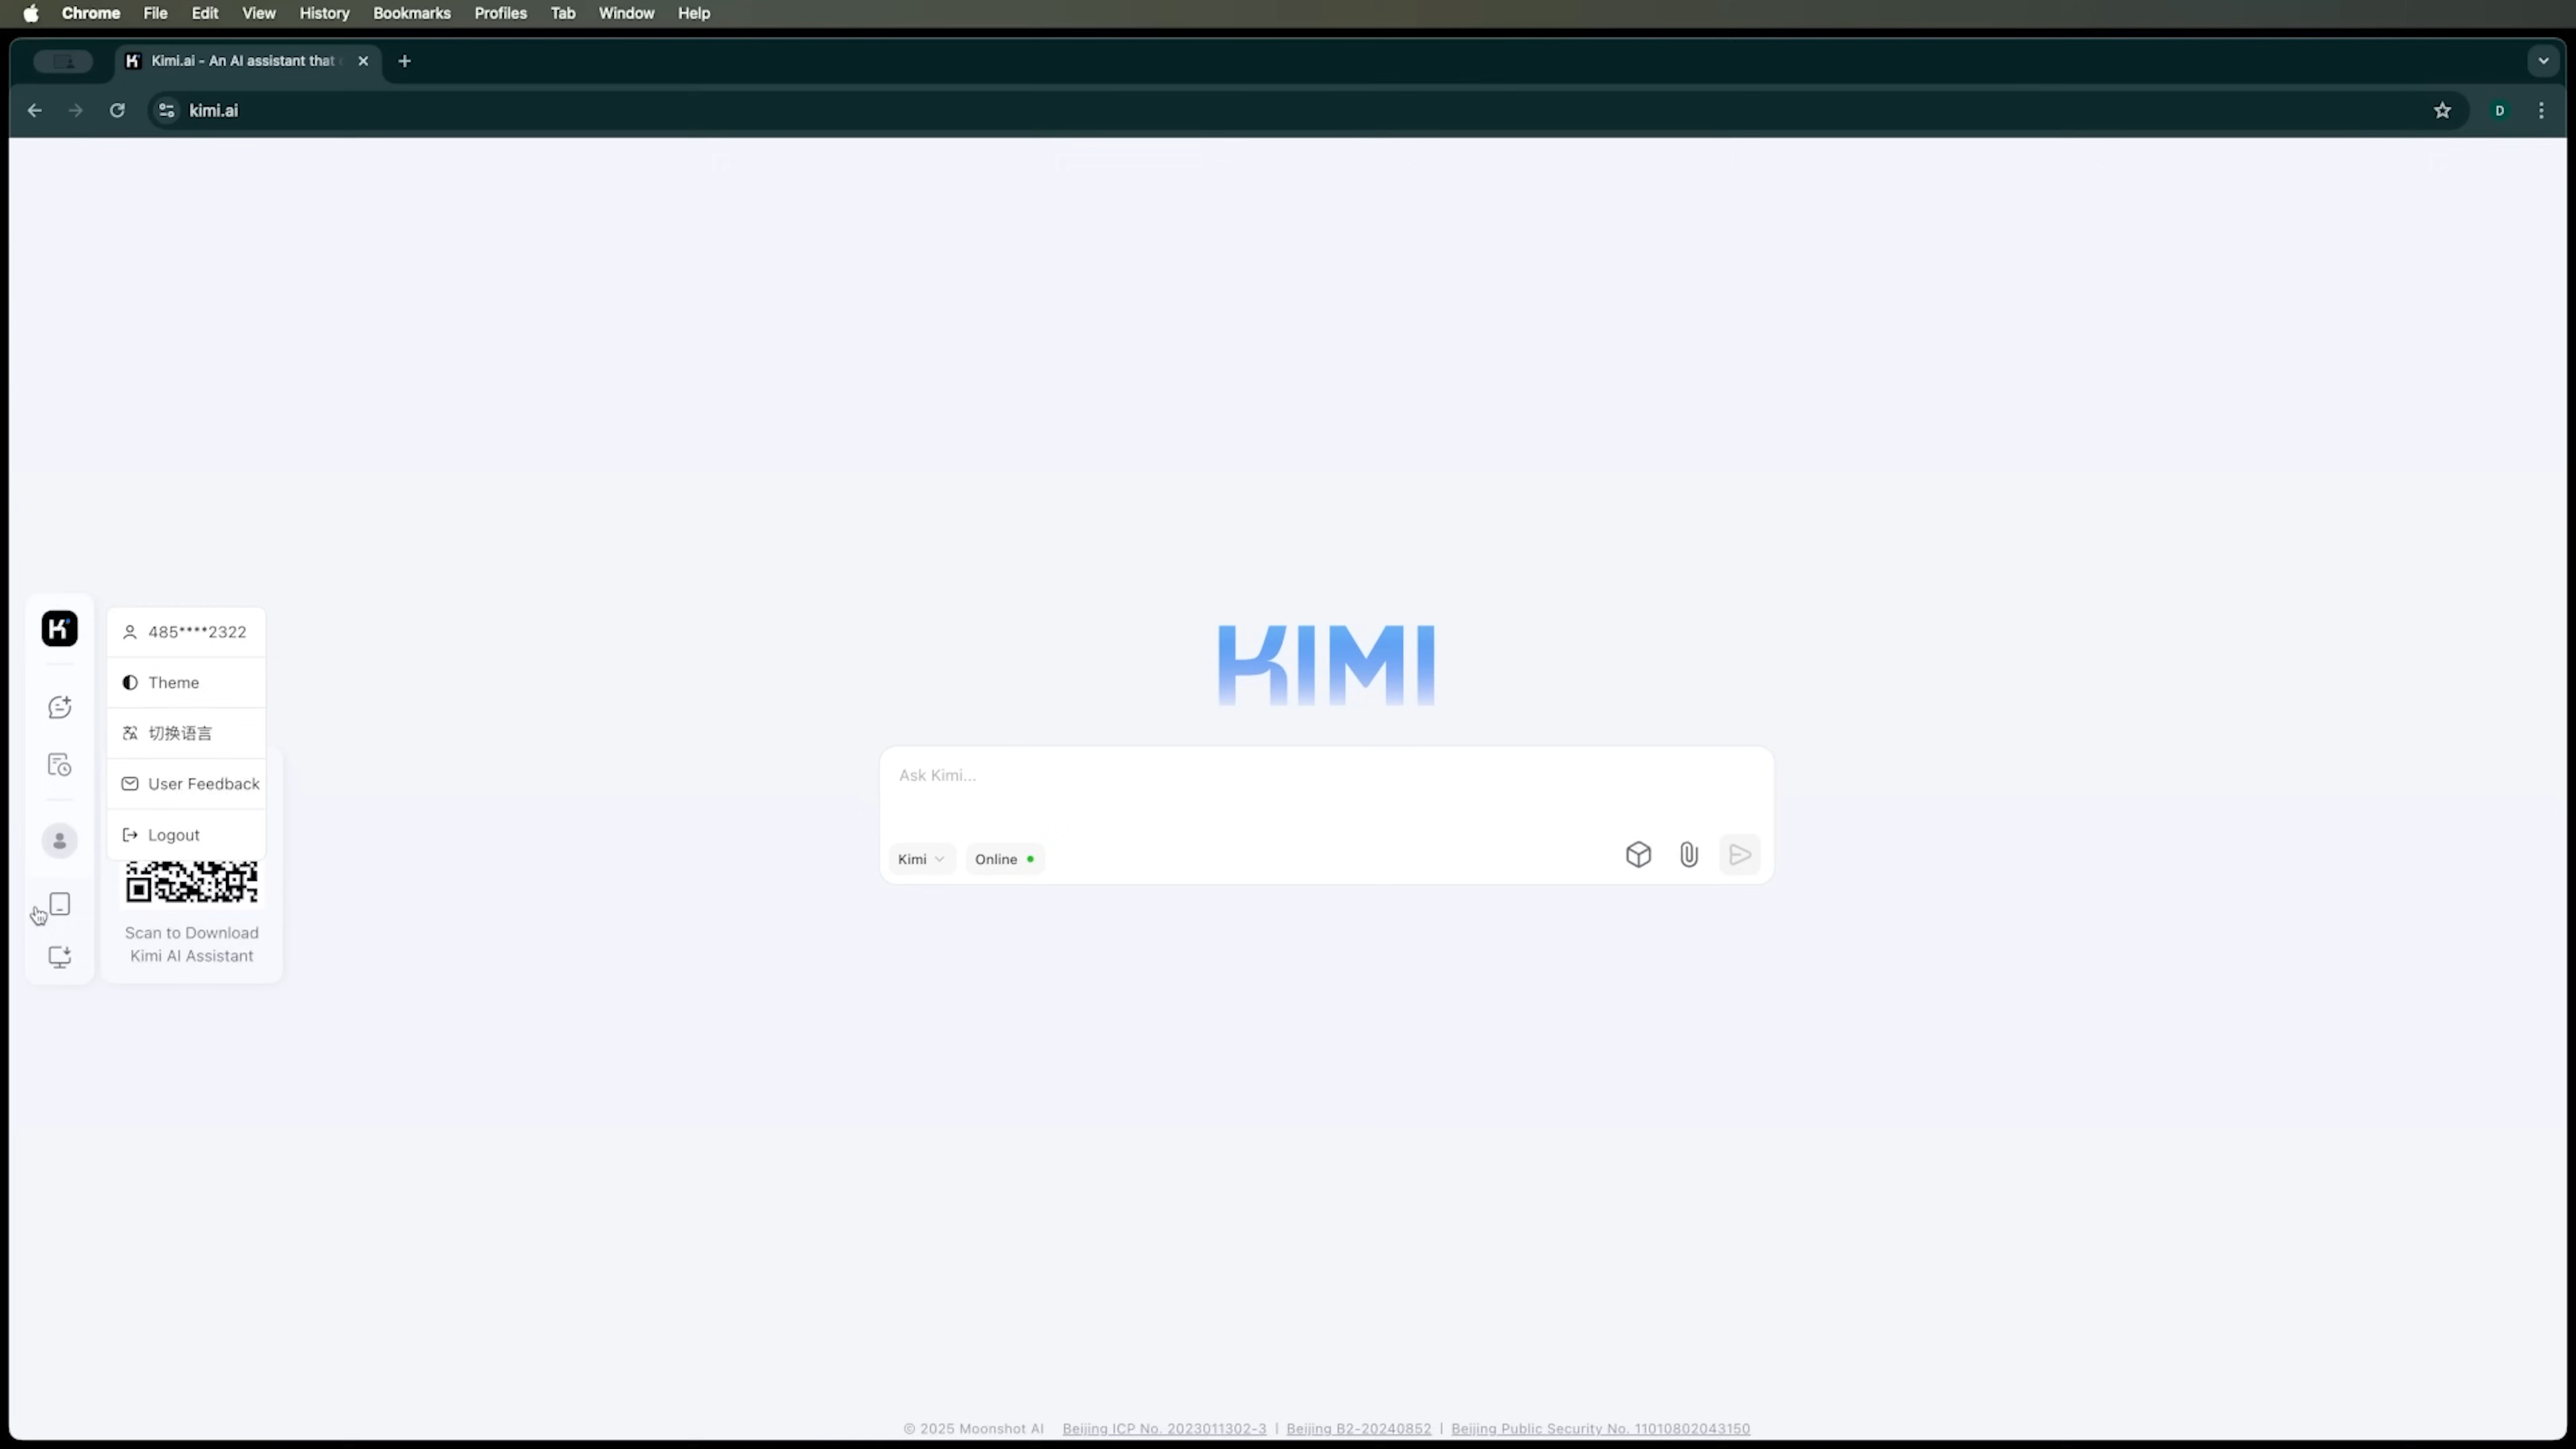 Chrome File Edit View History Bookmarks Profiles Tab Window Help
Kimi.ai - An AI assistant that
kimi.ai
D
KIMI
485****2322
Theme
切换语言
User Feedback
Logout
Scan to Download
Kimi AI Assistant
Ask Kimi...
Kimi Online
© 2025 Moonshot AI Beijing ICP No. 2023011302-3 | Beijing B2-20240852 | Beijing Public Security No. 11010802043150